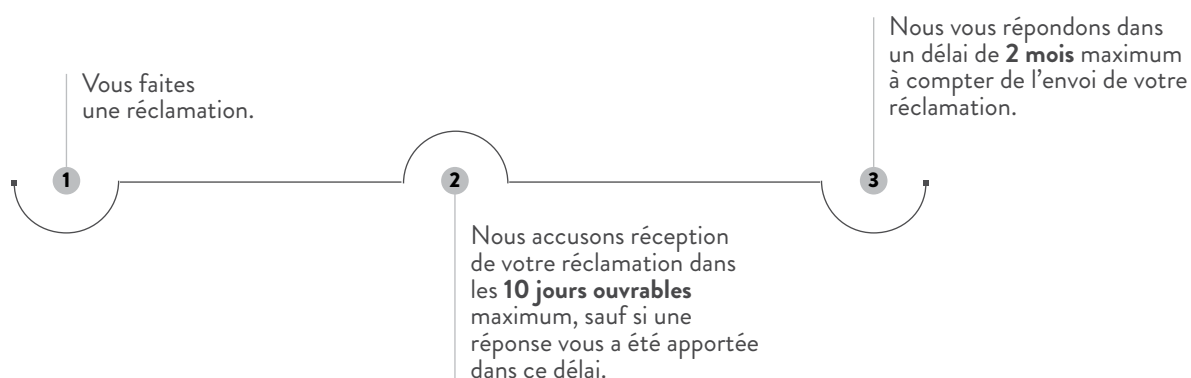 1
Vous faites
une réclamation.
2
Nous accusons réception
de votre réclamation dans
les 10 jours ouvrables
maximum, sauf si une
réponse vous a été apportée
dans ce délai.
3
Nous vous répondons dans
un délai de 2 mois maximum
à compter de l’envoi de votre
réclamation.